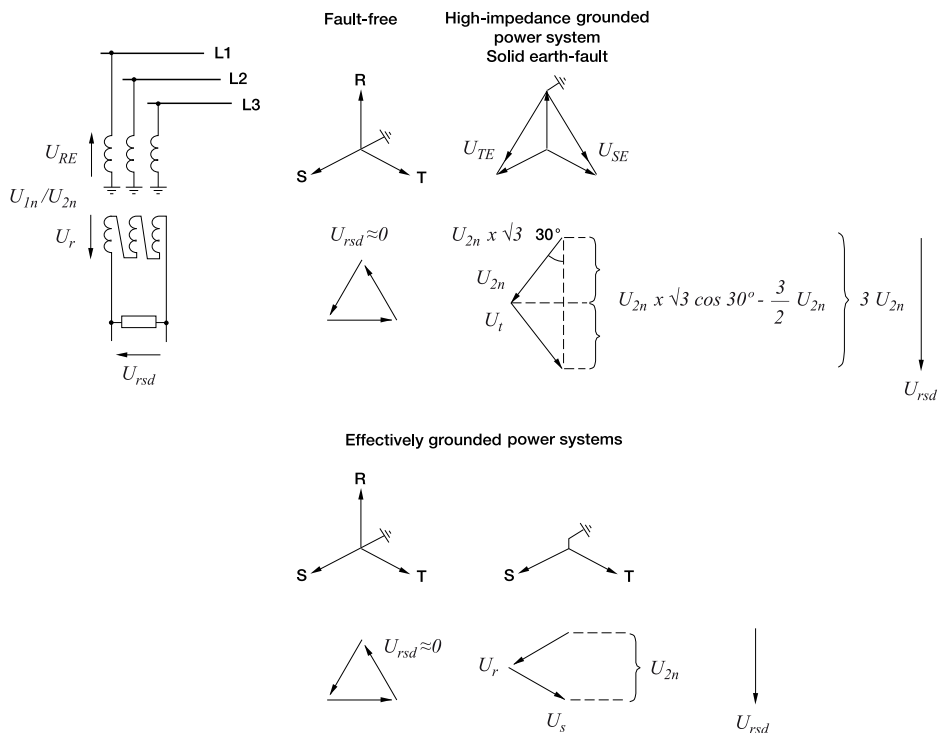 Fault-free
High-impedance grounded
power system
Solid earth-fault
L1
L2
L3
R
S
T
U_RE
U_1n/U_2n
U_r
U_rsd
U_TE
U_SE
U_rsd≈0
U_2n x √3
30°
U_2n
U_t
U_2n x √3 cos 30º - 3/2 U_2n
3 U_2n
U_rsd
Effectively grounded power systems
R
S
T
S
T
U_rsd≈0
U_r
U_s
U_2n
U_rsd